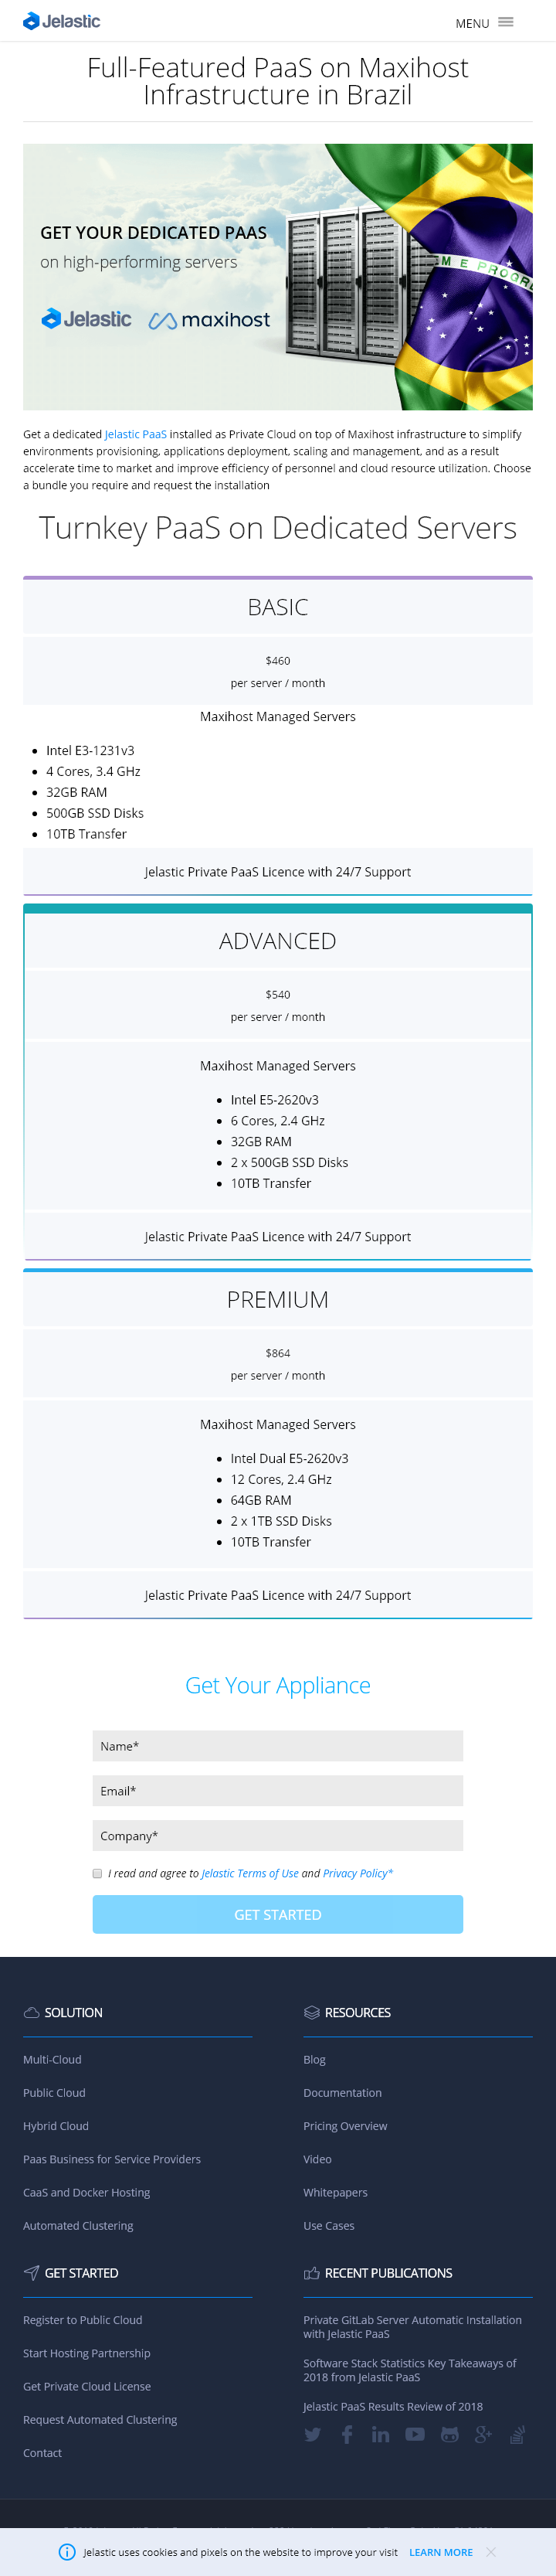 Jelastic
MENU
Full-Featured PaaS on Maxihost
Infrastructure in Brazil
GET YOUR DEDICATED PAAS
on high-performing servers
Jelastic maxihost
M E PROGRE
Get a dedicated Jelastic PaaS installed as Private Cloud on top of Maxihost infrastructure to simplify
environments provisioning, applications deployment, scaling and management, and as a result
accelerate time to market and improve efficiency of personnel and cloud resource utilization. Choose
a bundle you require and request the installation
Turnkey PaaS on Dedicated Servers
BASIC
$460
per server / month
Maxihost Managed Servers
Intel E3-1231v3
4 Cores, 3.4 GHz
32GB RAM
500GB SSD Disks
10TB Transfer
Jelastic Private PaaS Licence with 24/7 Support
ADVANCED
$540
per server / month
Maxihost Managed Servers
Intel E5-2620v3
6 Cores, 2.4 GHz
32GB RAM
2 x 500GB SSD Disks
10TB Transfer
Jelastic Private PaaS Licence with 24/7 Support
PREMIUM
$864
per server / month
Maxihost Managed Servers
Intel Dual E5-2620v3
12 Cores, 2.4 GHz
64GB RAM
2 x 1TB SSD Disks
10TB Transfer
Jelastic Private PaaS Licence with 24/7 Support
Get Your Appliance
Name*
Email*
Company*
I read and agree to Jelastic Terms of Use and Privacy Policy*
GET STARTED
SOLUTION
Multi-Cloud
Public Cloud
Hybrid Cloud
Paas Business for Service Providers
CaaS and Docker Hosting
Automated Clustering
RESOURCES
Blog
Documentation
Pricing Overview
Video
Whitepapers
Use Cases
GET STARTED
Register to Public Cloud
Start Hosting Partnership
Get Private Cloud License
Request Automated Clustering
Contact
RECENT PUBLICATIONS
Private GitLab Server Automatic Installation
with Jelastic PaaS
Software Stack Statistics Key Takeaways of
2018 from Jelastic PaaS
Jelastic PaaS Results Review of 2018
Jelastic uses cookies and pixels on the website to improve your visit LEARN MORE